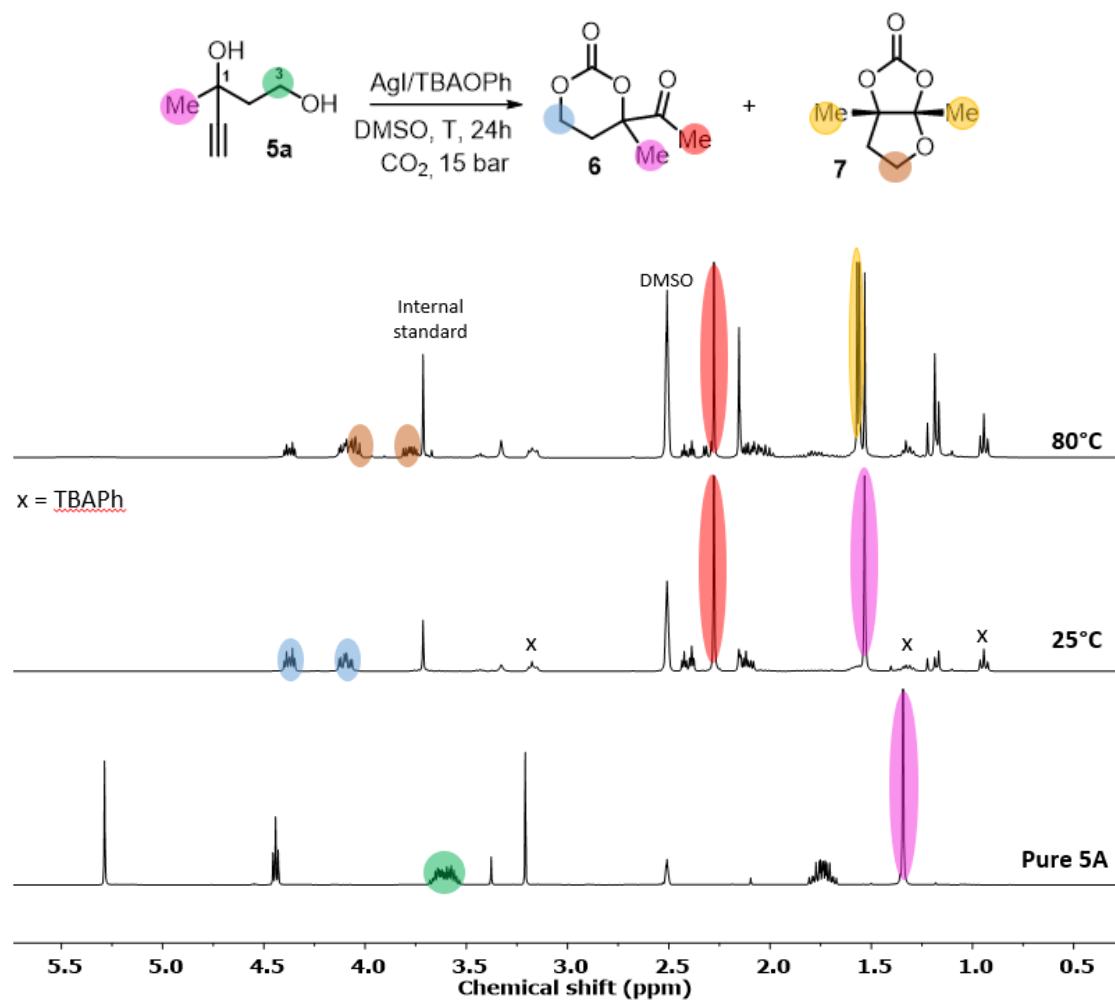 OH
1
3
OH
Me
5a
AgI/TBAOPh
DMSO, T, 24h
CO2, 15 bar
O
O
O
O
Me
Me
6
+
O
O
O
Me
Me
O
7
Internal
standard
DMSO
80°C
x = TBAPh
x
x
x
25°C
Pure 5A
5.5 5.0 4.5 4.0 3.5 3.0 2.5 2.0 1.5 1.0 0.5
Chemical shift (ppm)